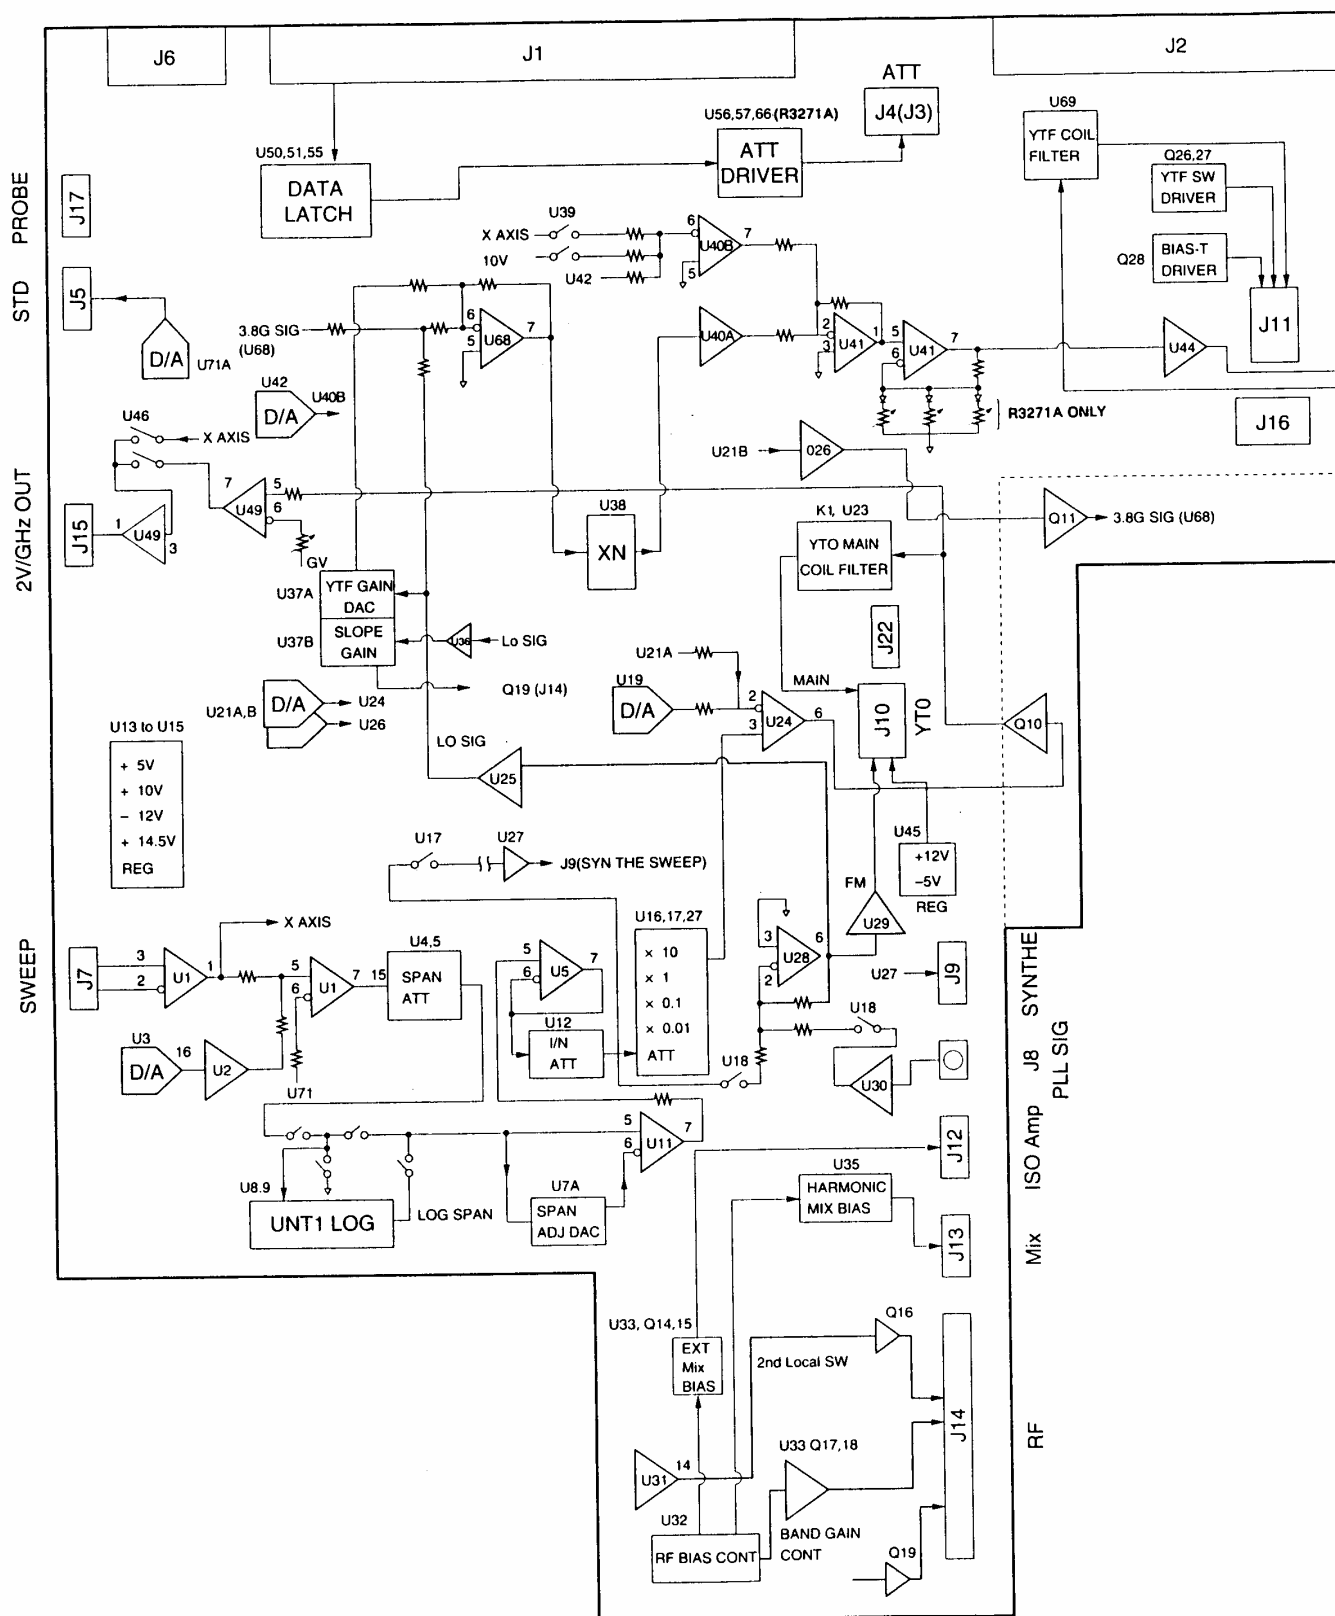 J6
J1
J2
ATT
J4(J3)
U56,57,66(R3271A)
ATT
DRIVER
U50,51,55
DATA
LATCH
U69
YTF COIL
FILTER
Q26,27
YTF SW
DRIVER
Q28
BIAS-T
DRIVER
J11
J16
PROBE
J17
STD
J5
D/A
U71A
U39
X AXIS
10V
U42
6
5
U40B
7
3.8G SIG
(U68)
6
5
U68
7
U40A
2
3
U41
1
5
6
U41
7
U44
R3271A ONLY
U42
D/A
U40B
U46
X AXIS
2V/GHz OUT
J15
1
U49
3
7
U49
5
6
GV
U21B
026
U38
XN
K1, U23
YTO MAIN
COIL FILTER
Q11
3.8G SIG (U68)
U37A
YTF GAIN
DAC
U37B
SLOPE
GAIN
U36
Lo SIG
Q19 (J14)
J22
U21A
U19
D/A
2
3
U24
6
MAIN
J10
YTO
Q10
U21A,B
D/A
U24
U26
U13 to U15
+ 5V
+ 10V
− 12V
+ 14.5V
REG
LO SIG
U25
U17
U27
J9(SYN THE SWEEP)
U45
+12V
−5V
REG
FM
U29
SWEEP
J7
3
2
U1
1
X AXIS
5
6
U1
7
15
U4,5
SPAN
ATT
U3
D/A
16
U2
U71
5
6
U5
7
U12
I/N
ATT
U16,17,27
× 10
× 1
× 0.1
× 0.01
ATT
3
2
U28
6
U18
U18
U30
U27
J9
SYNTHE
J8
PLL SIG
J12
ISO Amp
5
6
U11
7
U8.9
UNT1 LOG
LOG SPAN
U7A
SPAN
ADJ DAC
U35
HARMONIC
MIX BIAS
J13
Mix
U33, Q14,15
EXT
Mix
BIAS
2nd Local SW
Q16
J14
RF
U31
14
U33 Q17,18
U32
RF BIAS CONT
BAND GAIN
CONT
Q19